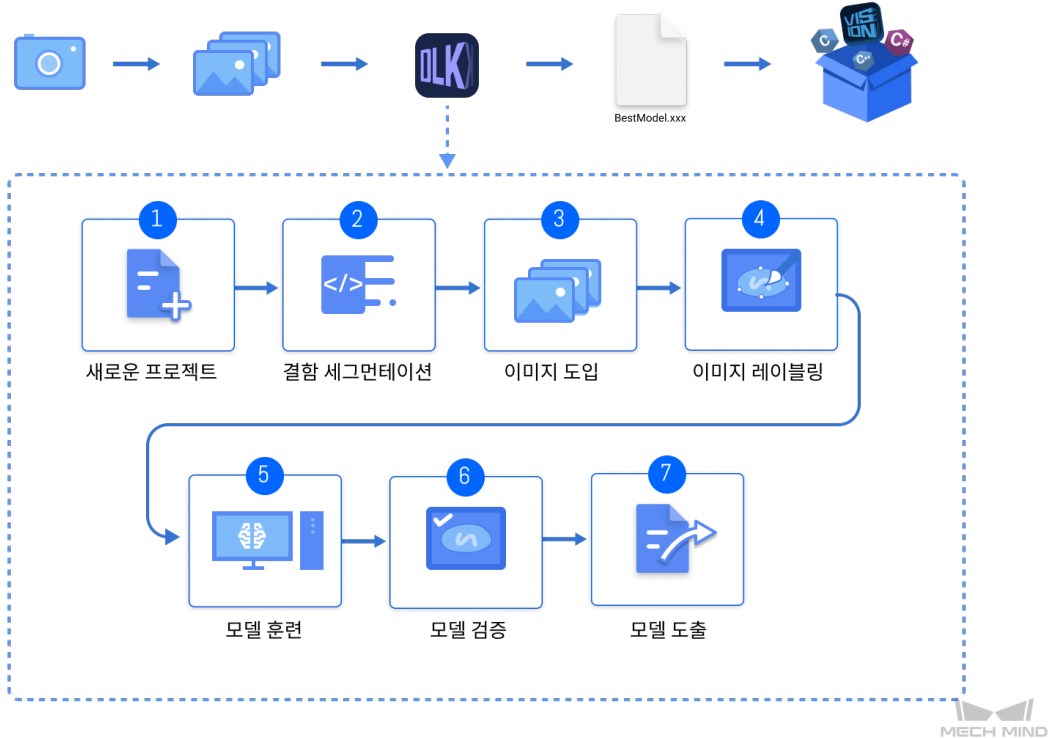 DLK
BestModel.xxx
C
VIS
ION
C++
C#
1
2
3
4
</>
새로운 프로젝트
결함 세그먼테이션
이미지 도입
이미지 레이블링
5
6
7
모델 훈련
모델 검증
모델 도출
MECH MIND